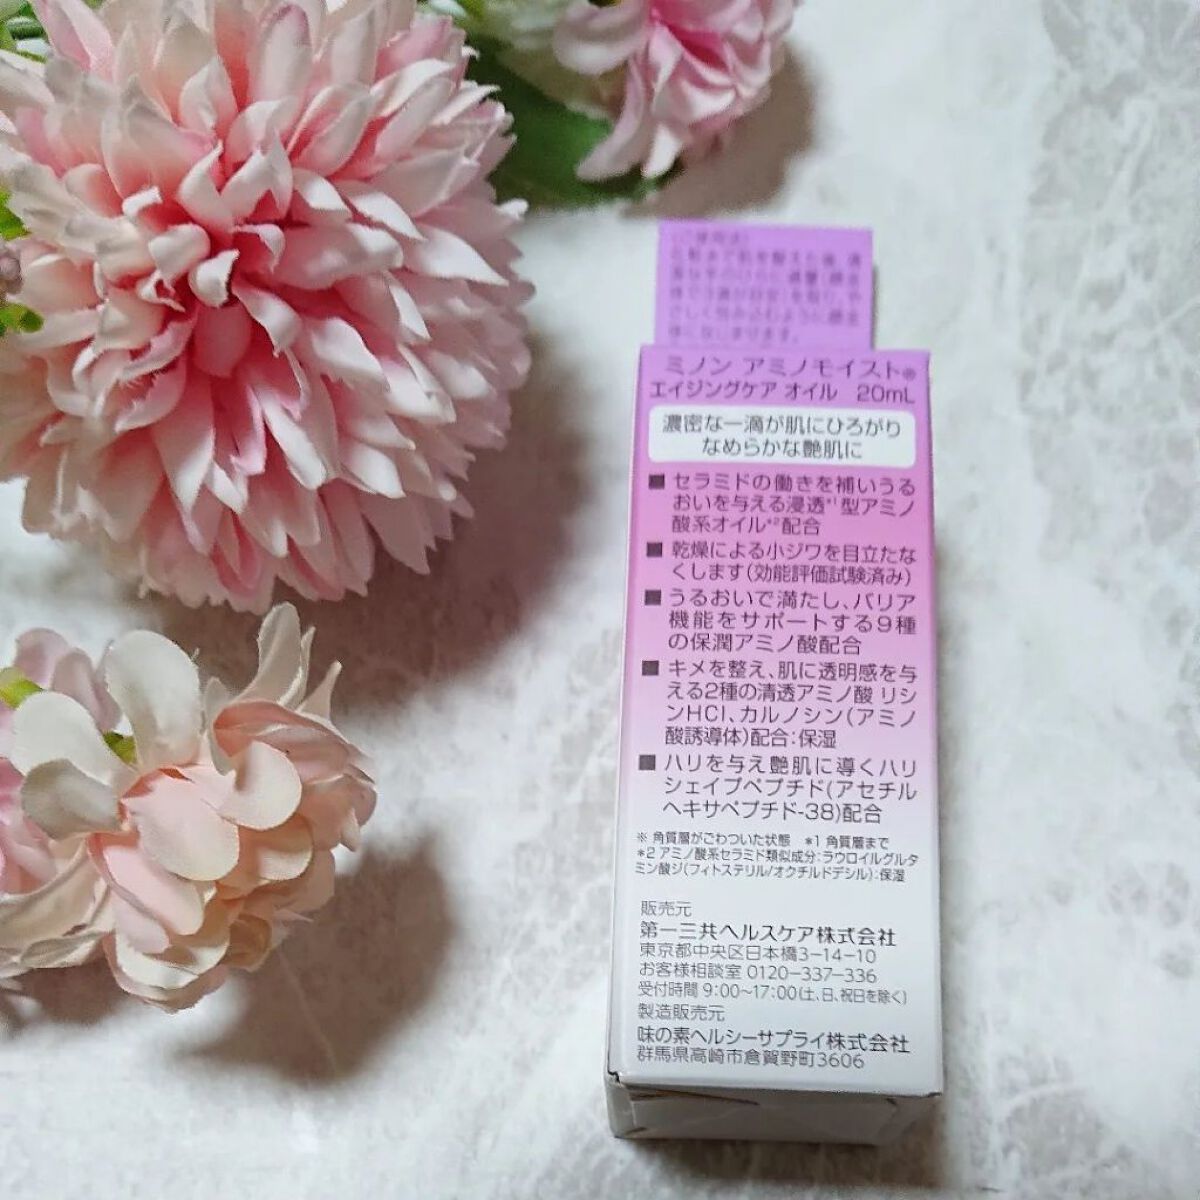 ミノン アミノモイスト®
エイジングケア オイル 20mL
濃密な一滴が肌にひろがり
なめらかな艶肌に
■ セラミドの働きを補いうる
おいを与える浸透*1型アミノ
酸系オイル*2配合
■ 乾燥による小ジワを目立たな
くします(効能評価試験済み)
■ うるおいで満たし、バリア
機能をサポートする9種
の保潤アミノ酸配合
■ キメを整え、肌に透明感を与
える2種の清透アミノ酸 リシ
ンHCl、カルノシン(アミノ
酸誘導体)配合：保湿
■ ハリを与え艶肌に導くハリ
シェイプペプチド(アセチル
ヘキサペプチド-38)配合
※ 角質層がごわついた状態 *1 角質層まで
*2 アミノ酸系セラミド類似成分：ラウロイルグルタ
ミン酸ジ(フィトステリル/オクチルドデシル)：保湿
販売元
第一三共ヘルスケア株式会社
東京都中央区日本橋3-14-10
お客様相談室 0120-337-336
受付時間 9:00~17:00(土、日、祝日を除く)
製造販売元
味の素ヘルシーサプライ株式会社
群馬県高崎市倉賀野町3606